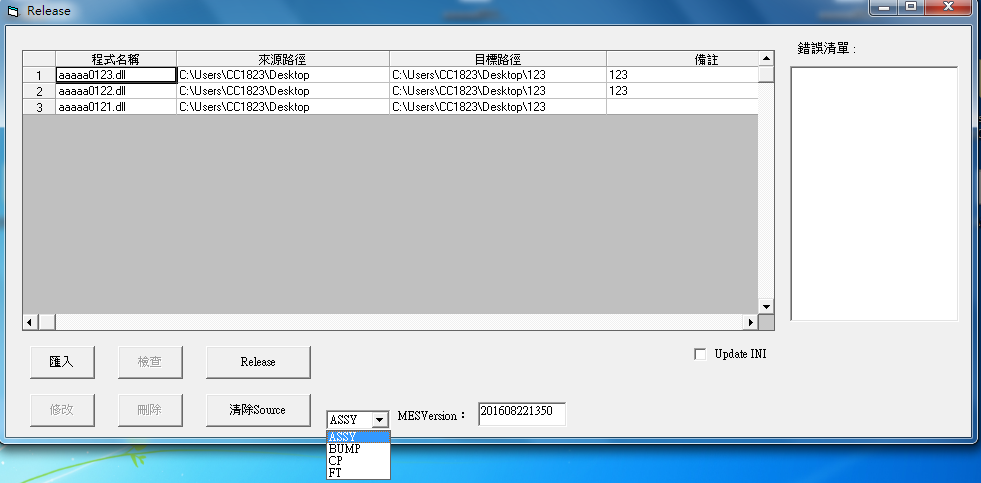 Release
錯誤清單：
程式名稱 來源路徑 目標路徑 備註
1 aaaaa0123.dll C:\Users\CC1823\Desktop C:\Users\CC1823\Desktop\123 123
2 aaaaa0122.dll C:\Users\CC1823\Desktop C:\Users\CC1823\Desktop\123 123
3 aaaaa0121.dll C:\Users\CC1823\Desktop C:\Users\CC1823\Desktop\123
匯入 檢查 Release Update INI
修改 刪除 清除Source ASSY MESVersion： 201608221350
ASSY
BUMP
CP
FT